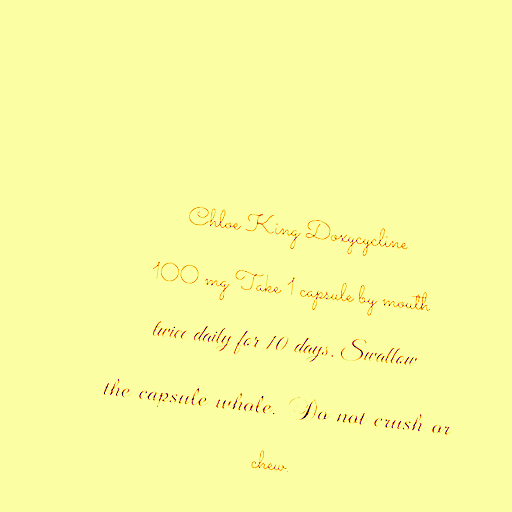 Chloe King Doxycycline
100 mg Take 1 capsule by mouth
twice daily for 10 days. Swallow
the capsule whole. Do not crush or
chew.